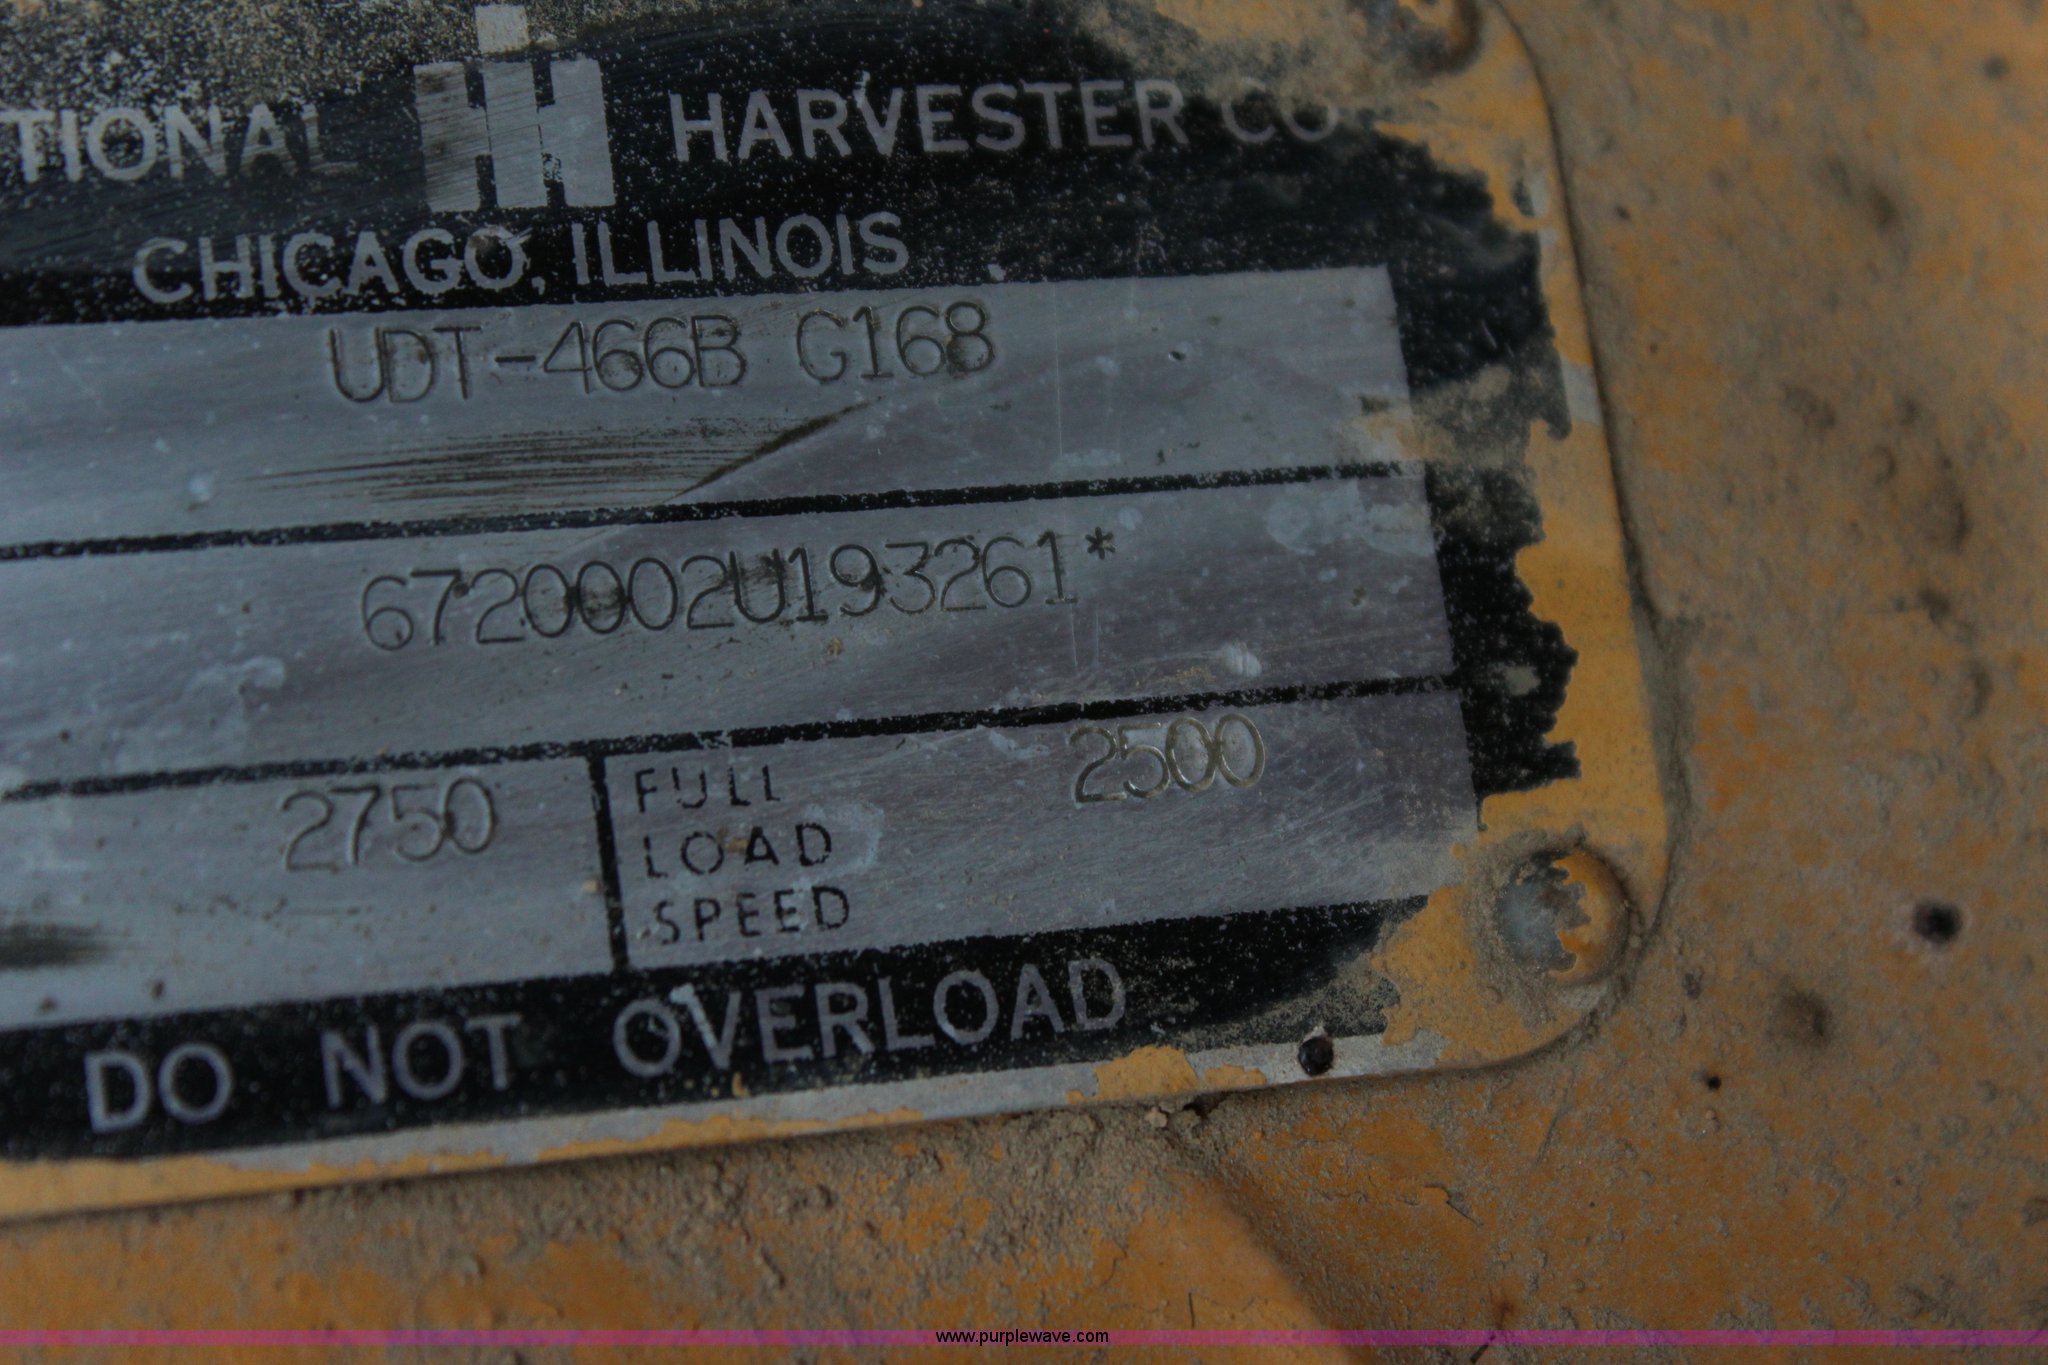 TIONAL IH HARVESTER CO
CHICAGO, ILLINOIS
UDT-466B G168
6720002U193261*
2750 FULL LOAD SPEED 2500
DO NOT OVERLOAD
www.purplewave.com